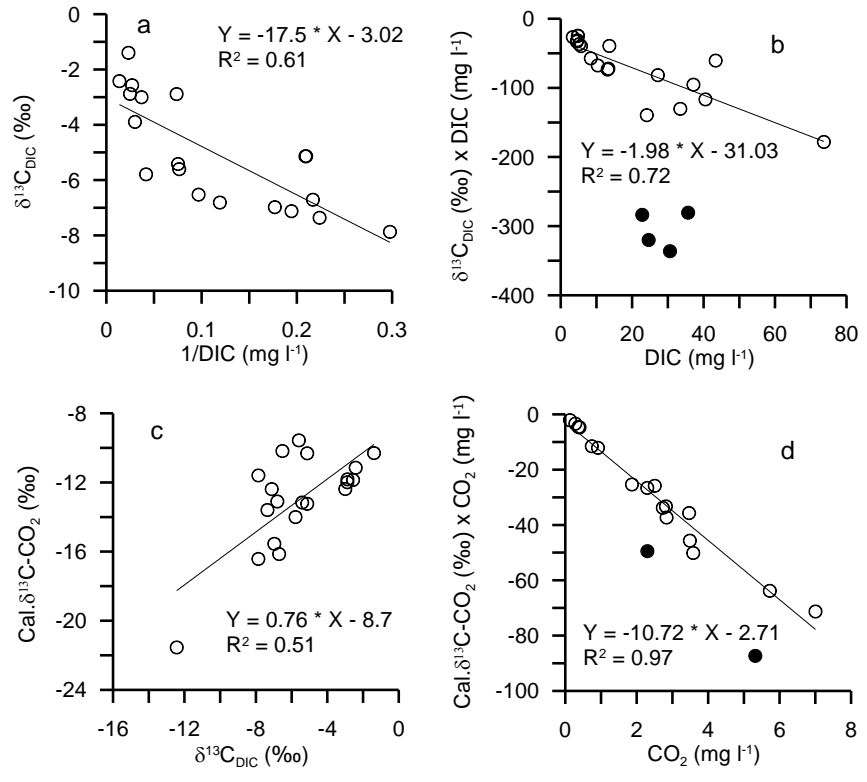 a
Y = -17.5 * X - 3.02
R² = 0.61
0
-2
-4
-6
-8
-10
δ¹³C_DIC (‰)
0
0.1
0.2
0.3
1/DIC (mg l⁻¹)
b
Y = -1.98 * X - 31.03
R² = 0.72
0
-100
-200
-300
-400
δ¹³C_DIC (‰) x DIC (mg l⁻¹)
0
20
40
60
80
DIC (mg l⁻¹)
c
Y = 0.76 * X - 8.7
R² = 0.51
-8
-12
-16
-20
-24
Cal.δ¹³C-CO₂ (‰)
-16
-12
-8
-4
0
δ¹³C_DIC (‰)
d
Y = -10.72 * X - 2.71
R² = 0.97
0
-20
-40
-60
-80
-100
Cal.δ¹³C-CO₂ (‰) x CO₂ (mg l⁻¹)
0
2
4
6
8
CO₂ (mg l⁻¹)